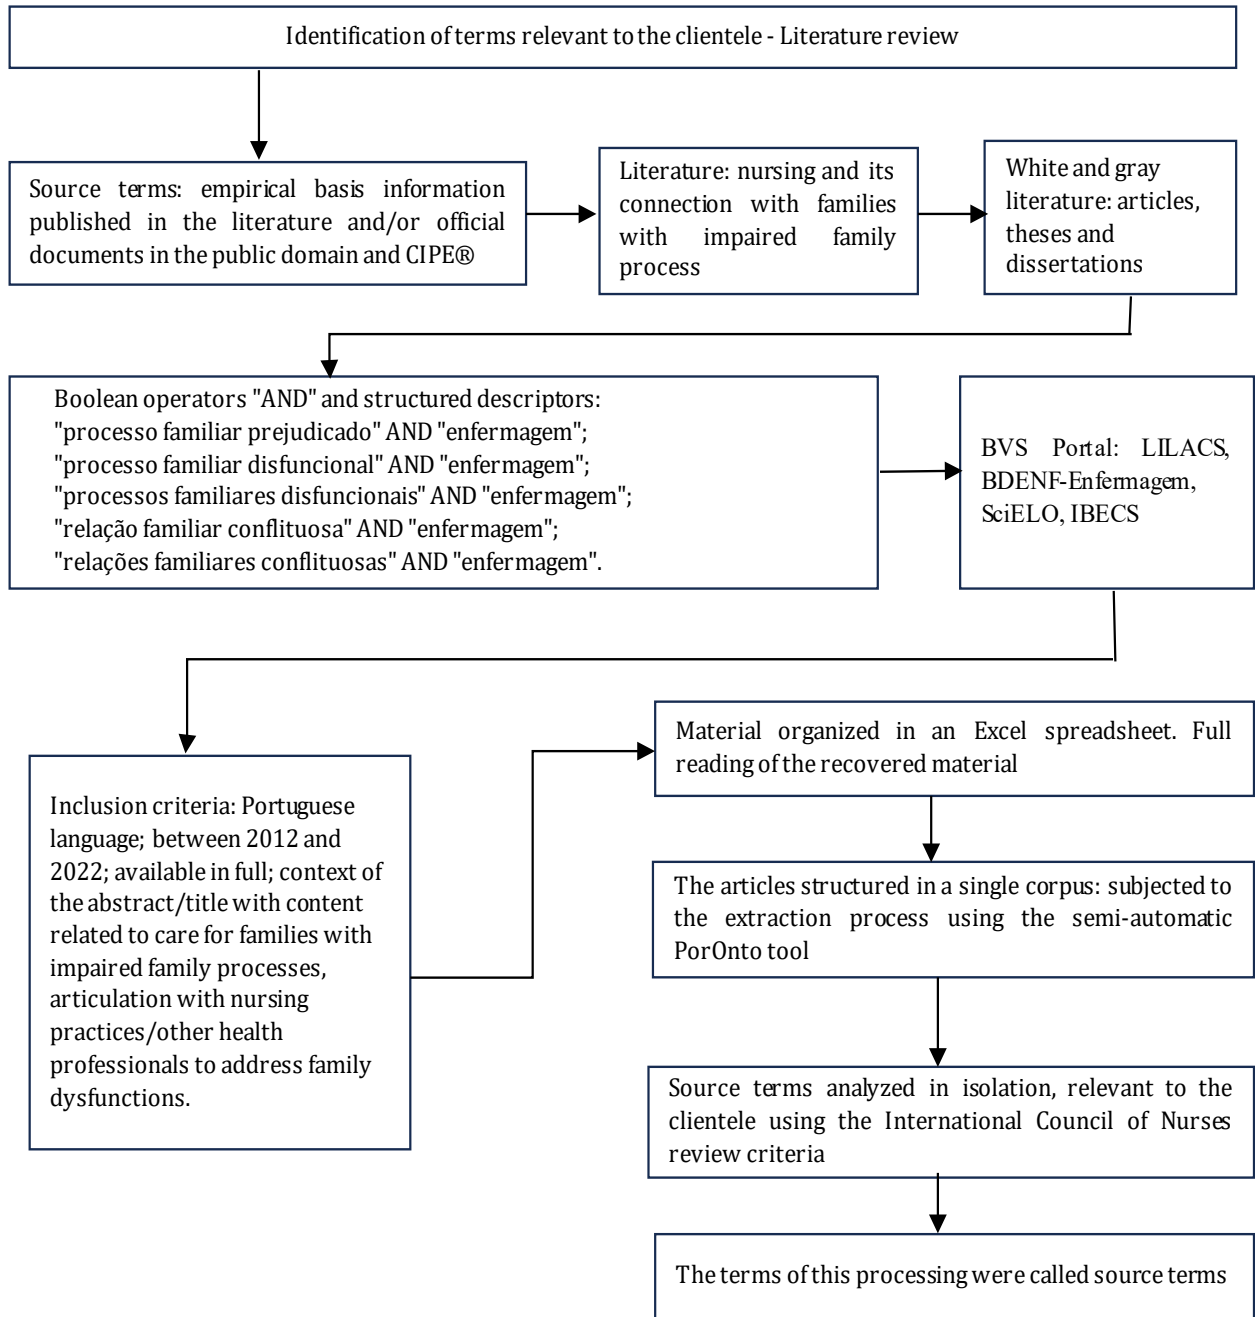 Identification of terms relevant to the clientele - Literature review
Source terms: empirical basis information
published in the literature and/or official
documents in the public domain and CIPE®
Literature: nursing and its
connection with families
with impaired family
process
White and gray
literature: articles,
theses and
dissertations
Boolean operators "AND" and structured descriptors:
"processo familiar prejudicado" AND "enfermagem";
"processo familiar disfuncional" AND "enfermagem";
"processos familiares disfuncionais" AND "enfermagem";
"relação familiar conflituosa" AND "enfermagem";
"relações familiares conflituosas" AND "enfermagem".
BVS Portal: LILACS,
BDENF-Enfermagem,
SciELO, IBECS
Inclusion criteria: Portuguese
language; between 2012 and
2022; available in full; context of
the abstract/title with content
related to care for families with
impaired family processes,
articulation with nursing
practices/other health
professionals to address family
dysfunctions.
Material organized in an Excel spreadsheet. Full
reading of the recovered material
The articles structured in a single corpus: subjected to
the extraction process using the semi-automatic
PorOnto tool
Source terms analyzed in isolation, relevant to the
clientele using the International Council of Nurses
review criteria
The terms of this processing were called source terms